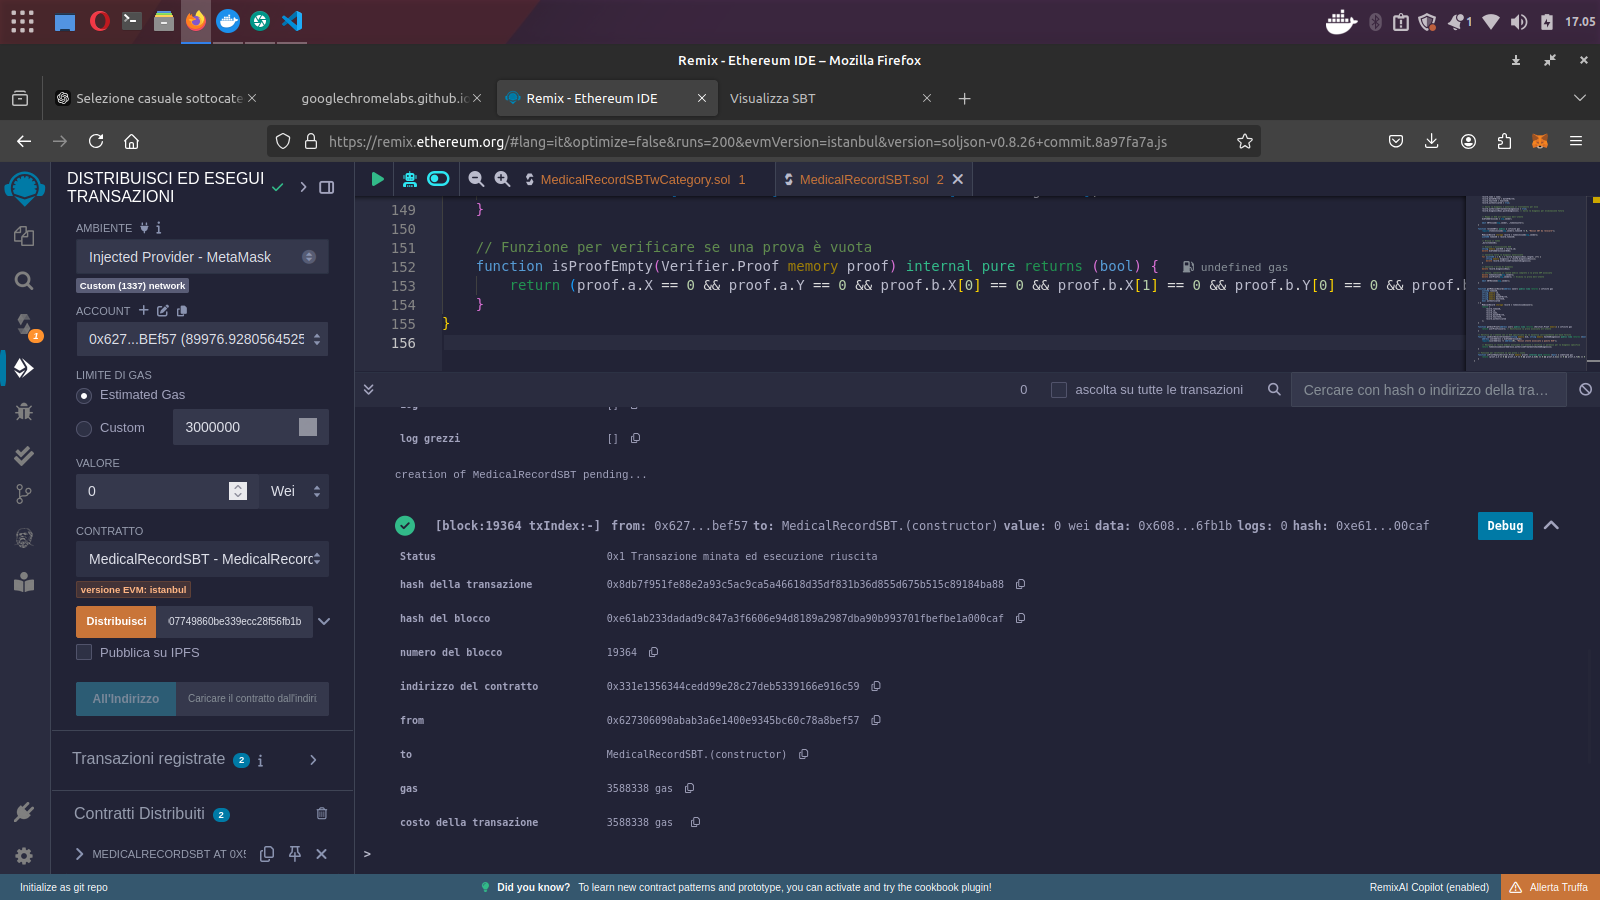 1
17.05
Remix - Ethereum IDE – Mozilla Firefox
Selezione casuale sottocate
googlechromelabs.github.io
Remix - Ethereum IDE
Visualizza SBT
https://remix.ethereum.org/#lang=it&optimize=false&runs=200&evmVersion=istanbul&version=soljson-v0.8.26+commit.8a97fa7a.js
DISTRIBUISCI ED ESEGUI
TRANSAZIONI
AMBIENTE
Injected Provider - MetaMask
Custom (1337) network
ACCOUNT
0x627...BEf57 (89976.9280564525
LIMITE DI GAS
Estimated Gas
Custom
3000000
VALORE
0
Wei
CONTRATTO
MedicalRecordSBT - MedicalRecorc
versione EVM: istanbul
Distribuisci
07749860be339ecc28f56fb1b
Pubblica su IPFS
All'Indirizzo
Caricare il contratto dall'indiri
Transazioni registrate 2
Contratti Distribuiti 2
MEDICALRECORDSBT AT 0X5
1
MedicalRecordSBTwCategory.sol 1
MedicalRecordSBT.sol 2
149 }
150
151 // Funzione per verificare se una prova è vuota
152 function isProofEmpty(Verifier.Proof memory proof) internal pure returns (bool) { undefined gas
153 return (proof.a.X == 0 && proof.a.Y == 0 && proof.b.X[0] == 0 && proof.b.X[1] == 0 && proof.b.Y[0] == 0 && proof.b
154 }
155 }
156
0
ascolta su tutte le transazioni
Cercare con hash o indirizzo della tra…
log []
log grezzi []
creation of MedicalRecordSBT pending...
[block:19364 txIndex:-] from: 0x627...bef57 to: MedicalRecordSBT.(constructor) value: 0 wei data: 0x608...6fb1b logs: 0 hash: 0xe61...00caf
Debug
Status 0x1 Transazione minata ed esecuzione riuscita
hash della transazione 0x8db7f951fe88e2a93c5ac9ca5a46618d35df831b36d855d675b515c89184ba88
hash del blocco 0xe61ab233dadad9c847a3f6606e94d8189a2987dba90b993701fbefbe1a000caf
numero del blocco 19364
indirizzo del contratto 0x331e1356344cedd99e28c27deb5339166e916c59
from 0x627306090abab3a6e1400e9345bc60c78a8bef57
to MedicalRecordSBT.(constructor)
gas 3588338 gas
costo della transazione 3588338 gas
>
Initialize as git repo
Did you know? To learn new contract patterns and prototype, you can activate and try the cookbook plugin!
RemixAI Copilot (enabled)
Allerta Truffa